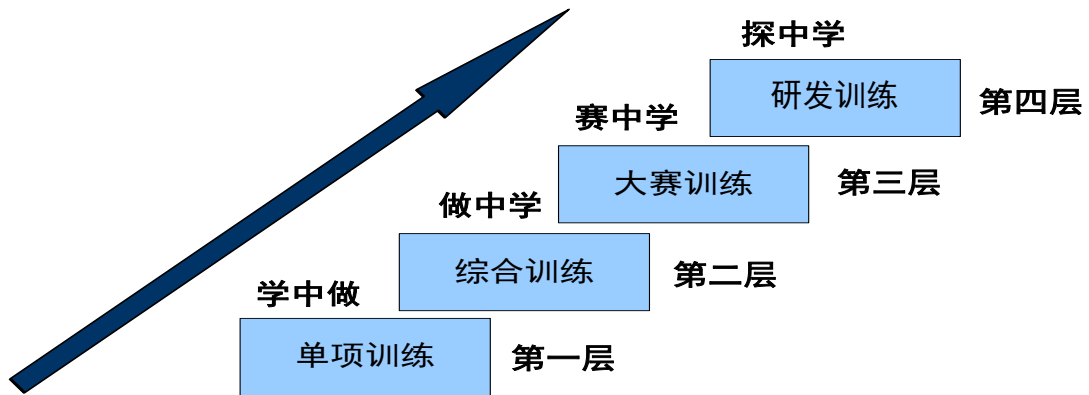 探中学
研发训练
第四层
赛中学
大赛训练
第三层
做中学
综合训练
第二层
学中做
单项训练
第一层